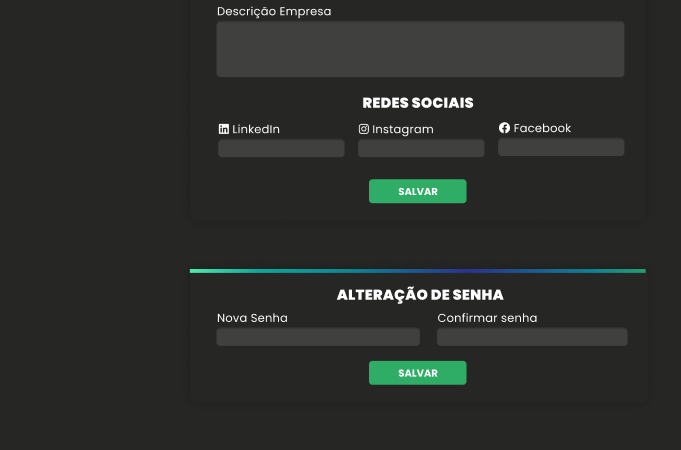 Descrição Empresa
REDES SOCIAIS
LinkedIn Instagram Facebook
SALVAR
ALTERAÇÃO DE SENHA
Nova Senha Confirmar senha
SALVAR